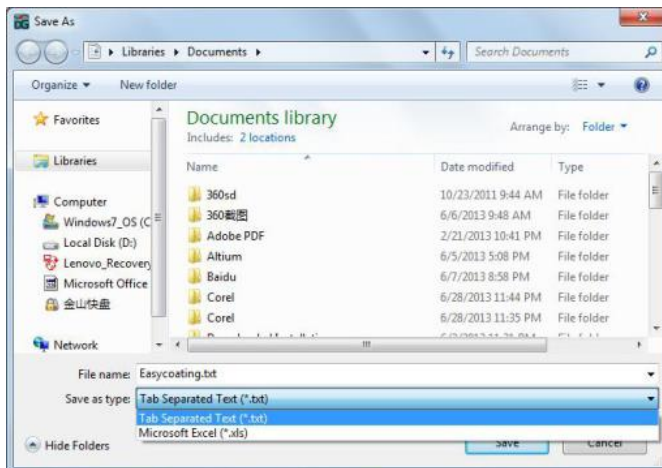 Save As
Libraries Documents
Search Documents
Organize New folder
Favorites
Libraries
Computer
Windows7_OS (C
Local Disk (D:)
Lenovo_Recovery
Microsoft Office
金山快盘
Network
Documents library
Includes: 2 locations
Arrange by: Folder
Name Date modified Type
360sd 10/23/2011 9:44 AM File folder
360截图 6/6/2013 9:48 AM File folder
Adobe PDF 2/21/2013 10:41 PM File folder
Altium 6/5/2013 5:08 PM File folder
Baidu 6/7/2013 8:58 PM File folder
Corel 6/28/2013 11:44 PM File folder
Corel 6/28/2013 11:35 PM File folder
File name: Easycoating.txt
Save as type: Tab Separated Text (*.txt)
Tab Separated Text (*.txt)
Microsoft Excel (*.xls)
Hide Folders
Save Cancel